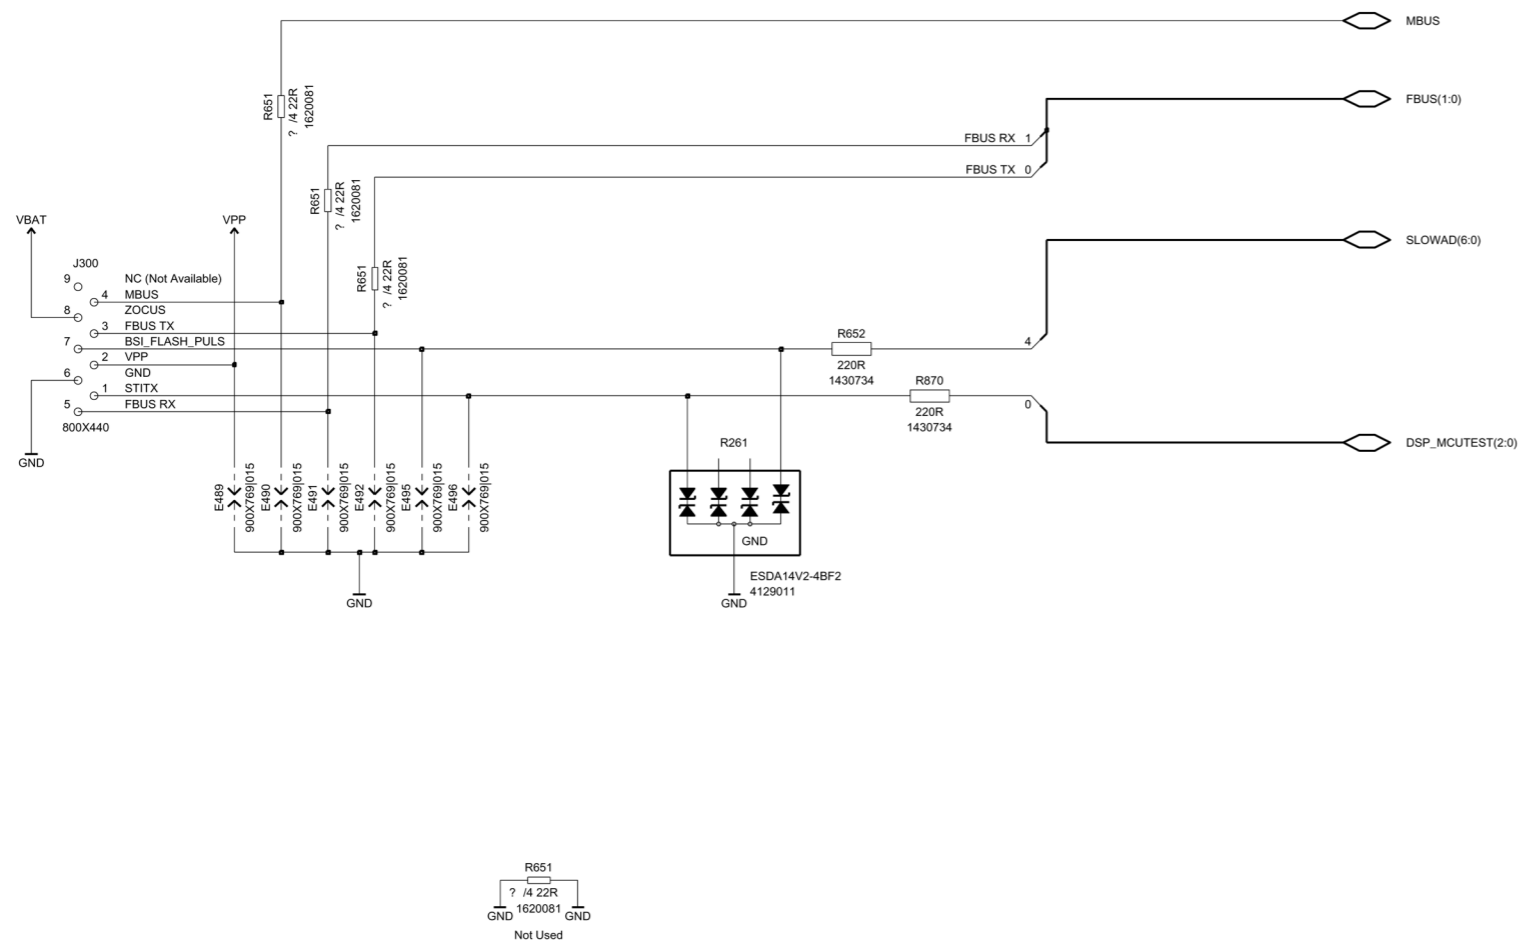 MBUS
FBUS(1:0)
R651
? /4 22R
1620081
FBUS RX 1
FBUS TX 0
R651
? /4 22R
1620081
VBAT
VPP
SLOWAD(6:0)
R651
? /4 22R
1620081
J300
9 NC (Not Available)
4 MBUS
8 ZOCUS
3 FBUS TX
7 BSI_FLASH_PULS
2 VPP
6 GND
1 STITX
5 FBUS RX
800X440
GND
R652
220R
1430734
4
R870
220R
1430734
0
DSP_MCUTEST(2:0)
E489
900X769|015
E490
900X769|015
E491
900X769|015
E492
900X769|015
E495
900X769|015
E496
900X769|015
GND
R261
GND
ESDA14V2-4BF2
4129011
GND
R651
? /4 22R
1620081
GND
GND
Not Used